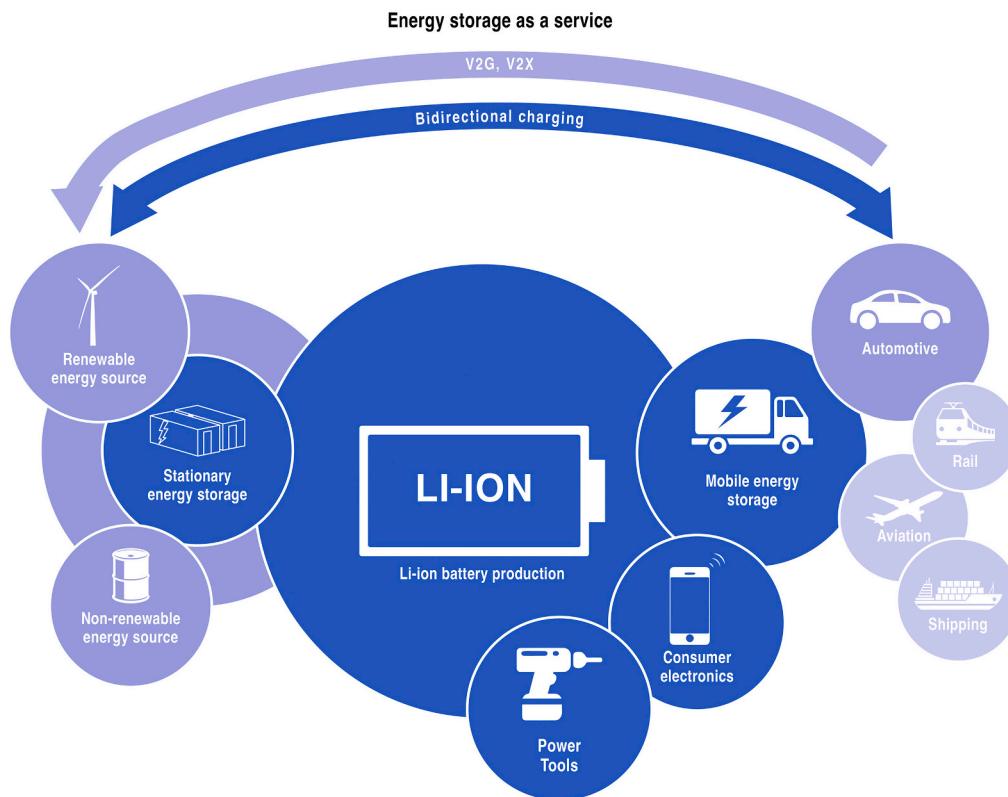 Energy storage as a service
V2G, V2X
Bidirectional charging
Renewable
energy source
Automotive
Stationary
energy storage
LI-ION
Li-ion battery production
Mobile energy
storage
Rail
Aviation
Non-renewable
energy source
Shipping
Consumer
electronics
Power
Tools